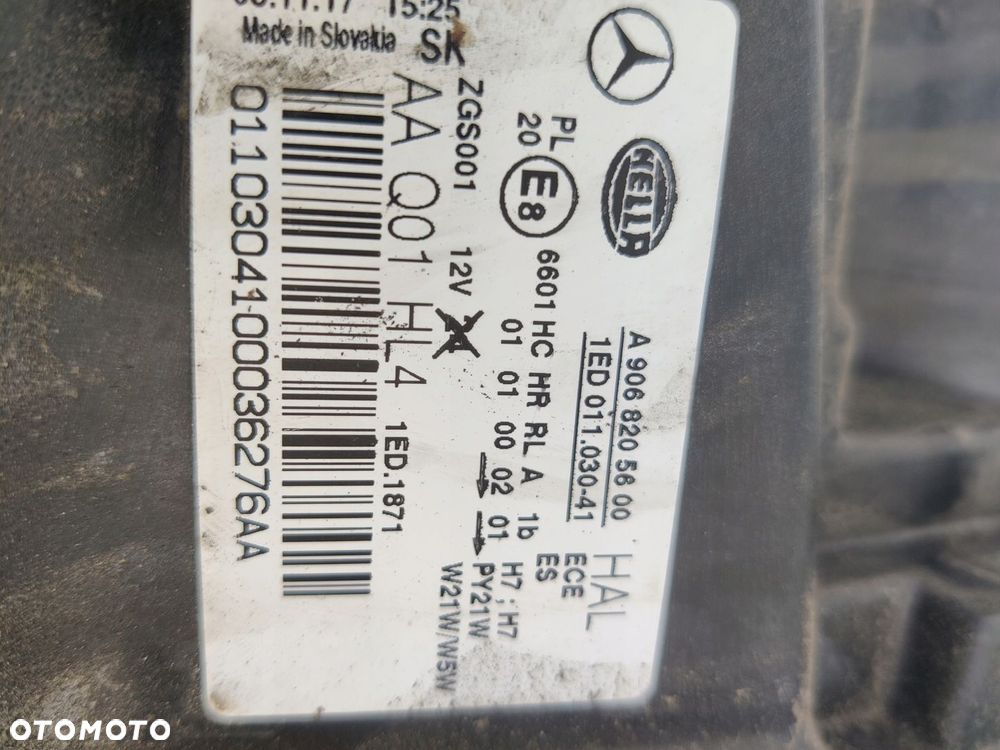 HELLA
A 906 820 56 00
1ED 011.030-41
HAL
ECE
ES
PL
20
E8
6601 HC HR RL A 1b
01 01 00 02 01
H7 ; H7
PY21W
W21W/W5W
ZGS001 12V
AA Q01 HL4 1ED.1871
15:25
Made in Slovakia
SK
01103041000036276AA
OTOMOTO